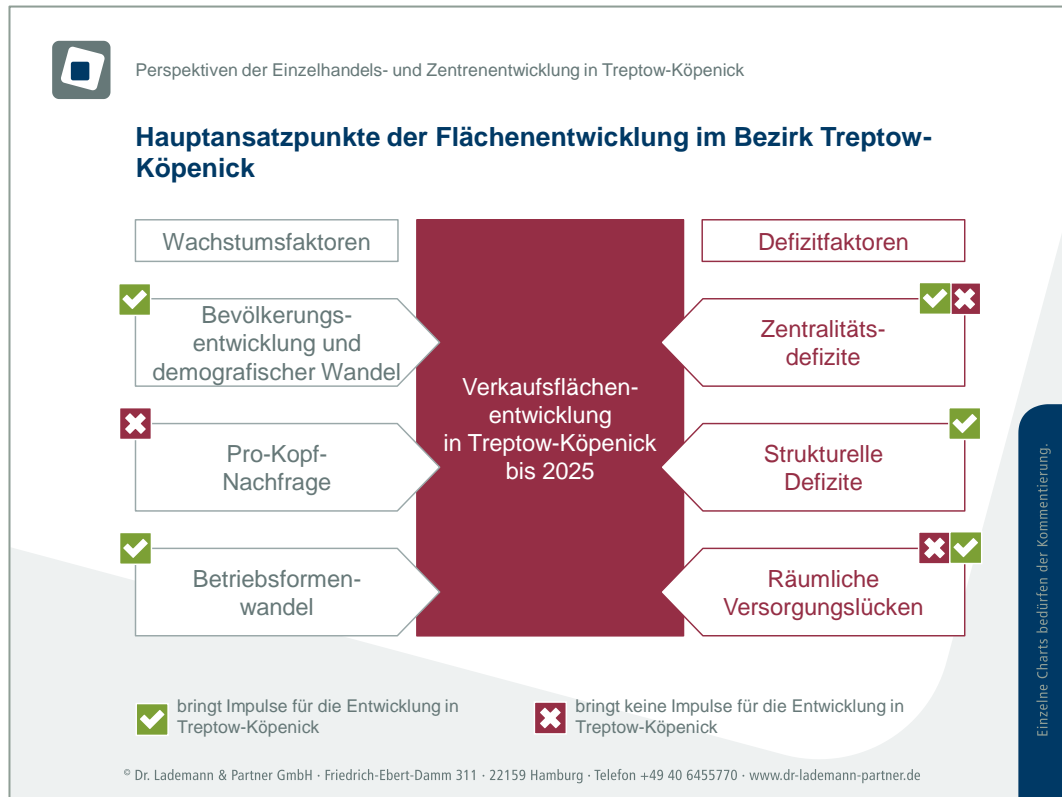 Perspektiven der Einzelhandels- und Zentrenentwicklung in Treptow-Köpenick
Hauptansatzpunkte der Flächenentwicklung im Bezirk Treptow-
Köpenick
Wachstumsfaktoren
Bevölkerungs-
entwicklung und
demografischer Wandel
Pro-Kopf-
Nachfrage
Betriebsformen-
wandel
Verkaufsflächen-
entwicklung
in Treptow-Köpenick
bis 2025
Defizitfaktoren
Zentralitäts-
defizite
Strukturelle
Defizite
Räumliche
Versorgungslücken
bringt Impulse für die Entwicklung in
Treptow-Köpenick
bringt keine Impulse für die Entwicklung in
Treptow-Köpenick
© Dr. Lademann & Partner GmbH · Friedrich-Ebert-Damm 311 · 22159 Hamburg · Telefon +49 40 6455770 · www.dr-lademann-partner.de
Einzelne Charts bedürfen der Kommentierung.